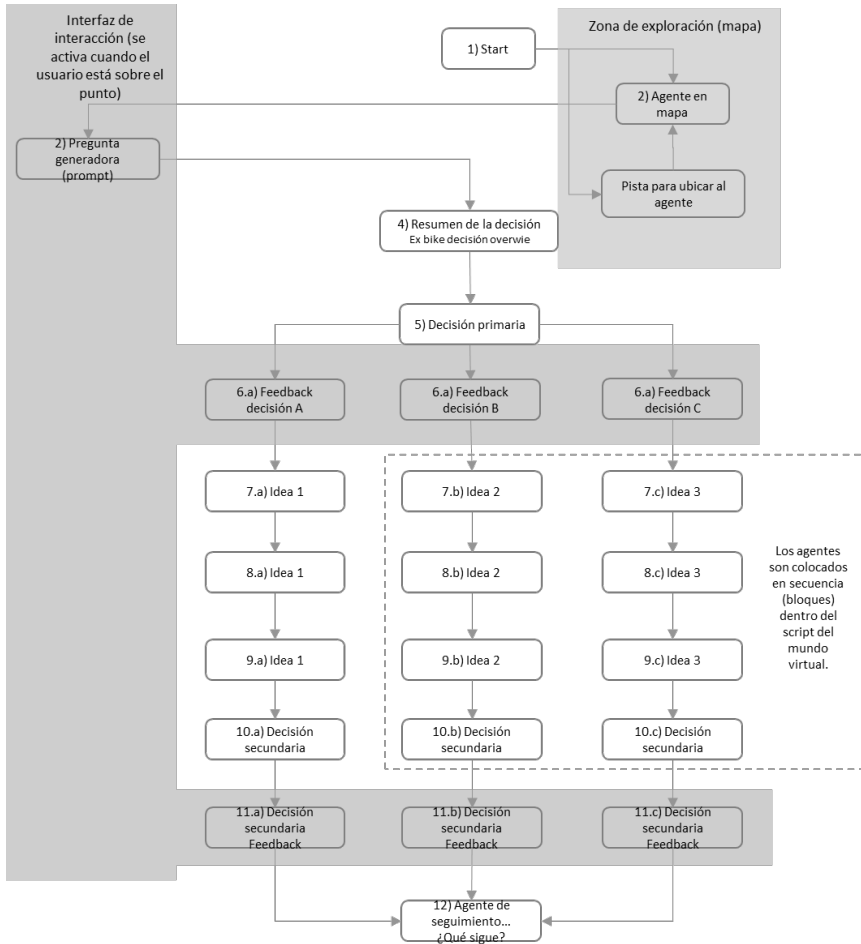 Interfaz de
interacción (se
activa cuando el
usuario está sobre el
punto)
1) Start
Zona de exploración (mapa)
2) Agente en
mapa
2) Pregunta
generadora
(prompt)
Pista para ubicar al
agente
4) Resumen de la decisión
Ex bike decisión overwie
5) Decisión primaria
6.a) Feedback
decisión A
6.a) Feedback
decisión B
6.a) Feedback
decisión C
7.a) Idea 1
7.b) Idea 2
7.c) Idea 3
8.a) Idea 1
8.b) Idea 2
8.c) Idea 3
9.a) Idea 1
9.b) Idea 2
9.c) Idea 3
Los agentes
son colocados
en secuencia
(bloques)
dentro del
script del
mundo
virtual.
10.a) Decisión
secundaria
10.b) Decisión
secundaria
10.c) Decisión
secundaria
11.a) Decisión
secundaria
Feedback
11.b) Decisión
secundaria
Feedback
11.c) Decisión
secundaria
Feedback
12) Agente de
seguimiento...
¿Qué sigue?